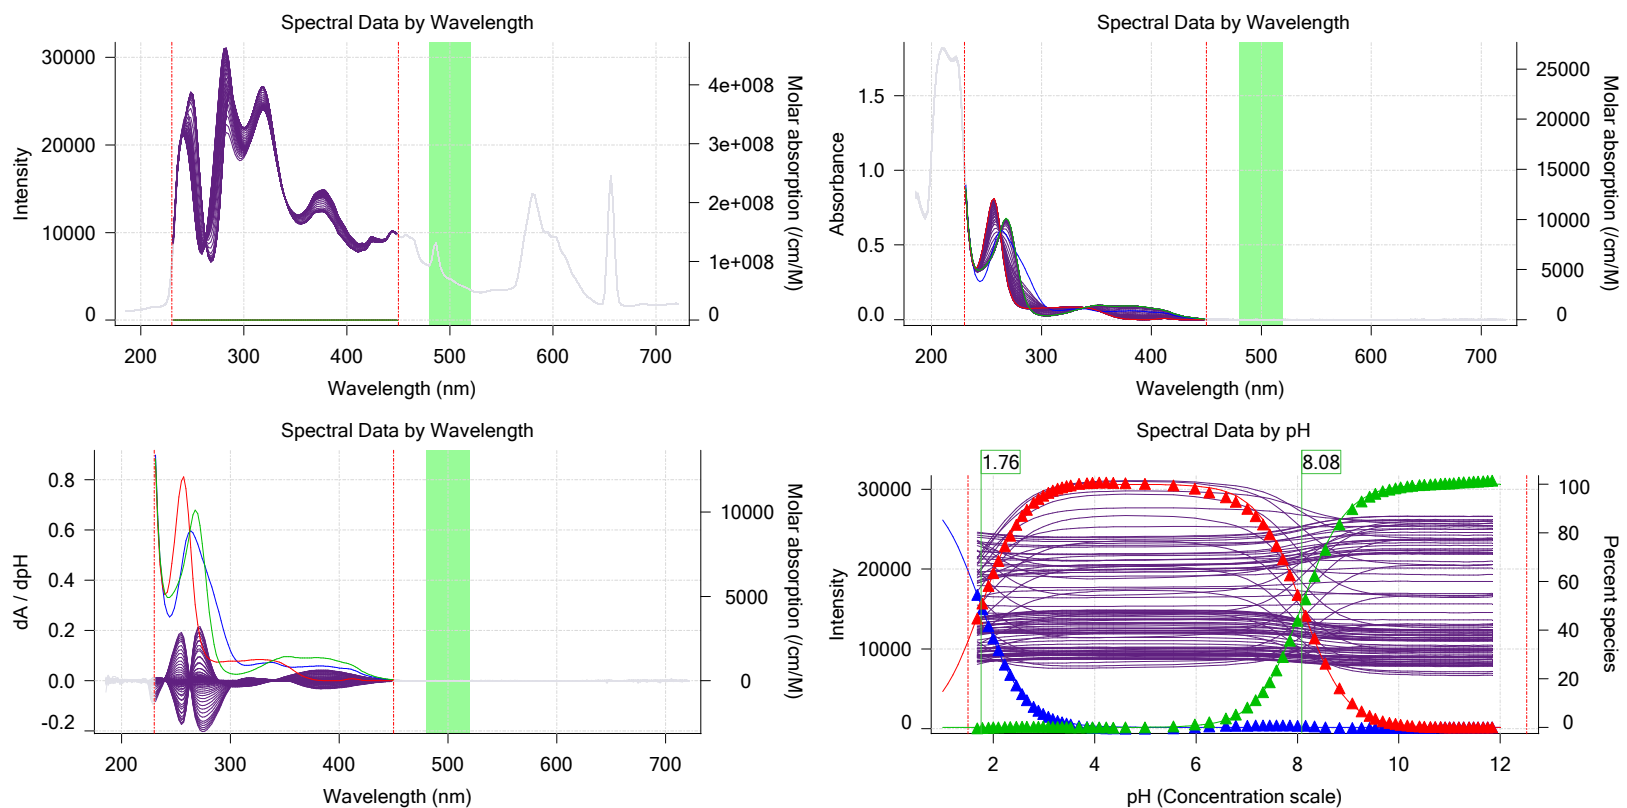 Spectral Data by Wavelength
30000
20000
10000
0
Intensity
4e+008
3e+008
2e+008
1e+008
0
Molar absorption (/cm/M)
200 300 400 500 600 700
Wavelength (nm)
Spectral Data by Wavelength
1.5
1.0
0.5
0.0
Absorbance
25000
20000
15000
10000
5000
0
Molar absorption (/cm/M)
200 300 400 500 600 700
Wavelength (nm)
Spectral Data by Wavelength
0.8
0.6
0.4
0.2
0.0
-0.2
dA / dpH
10000
5000
0
Molar absorption (/cm/M)
200 300 400 500 600 700
Wavelength (nm)
Spectral Data by pH
1.76 8.08
30000
20000
10000
0
Intensity
100
80
60
40
20
0
Percent species
2 4 6 8 10 12
pH (Concentration scale)